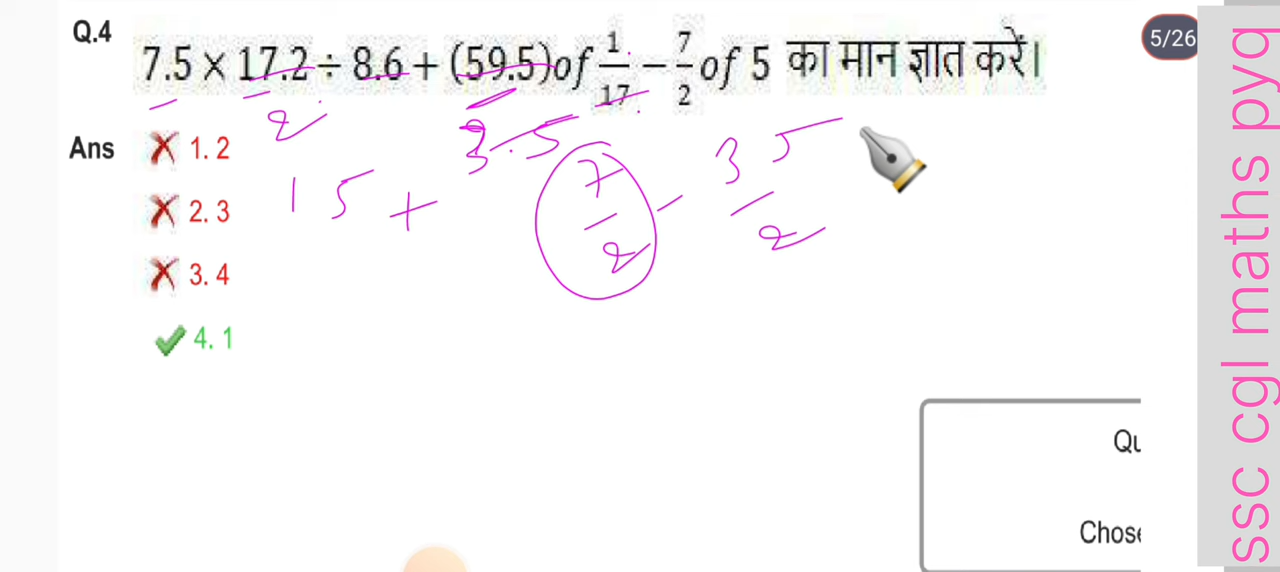 Q.4
7.5 × 17.2 ÷ 8.6 + (59.5)of 1/17 − 7/2 of 5 का मान ज्ञात करें।
5/26
2
3.5
Ans
1. 2
2. 3
3. 4
4. 1
15 + 7/2 - 35/2
Qu
Chose
ssc cgl maths pyq